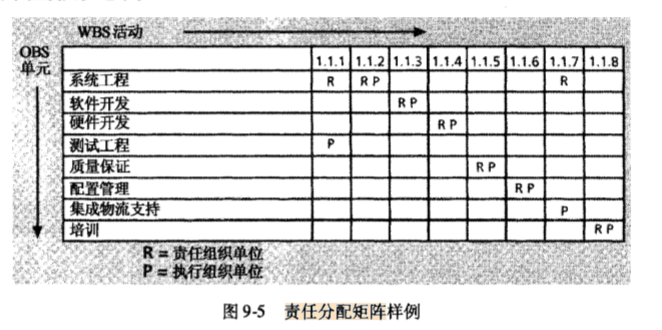 WBS活动
OBS
单元
1.1.1 1.1.2 1.1.3 1.1.4 1.1.5 1.1.6 1.1.7 1.1.8
系统工程 R R P R
软件开发 R P
硬件开发 R P
测试工程 P
质量保证 R P
配置管理 R P
集成物流支持 P
培训 R P
R = 责任组织单位
P = 执行组织单位
图 9-5 责任分配矩阵样例